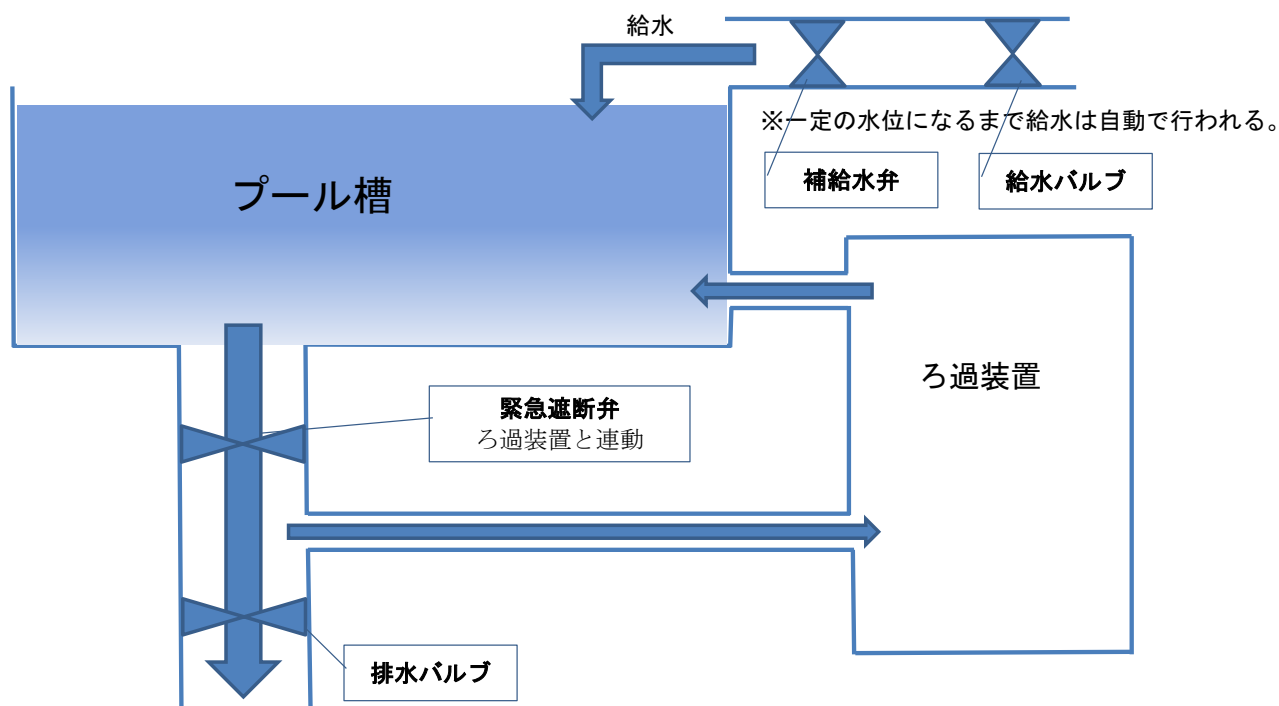 給水
※一定の水位になるまで給水は自動で行われる。
補給水弁
給水バルブ
プール槽
ろ過装置
緊急遮断弁
ろ過装置と連動
排水バルブ